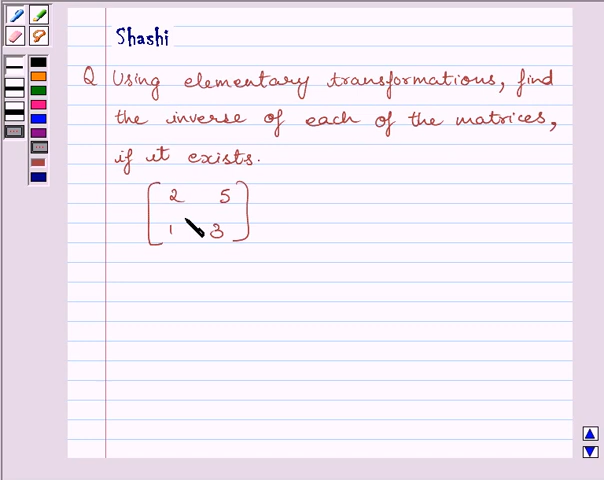 Shashi
Q Using elementary transformations, find
the inverse of each of the matrices,
if it exists.
2 5
1 3